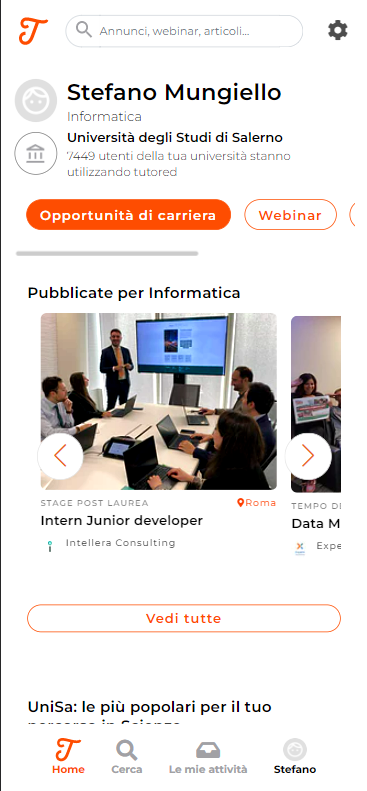 Annunci, webinar, articoli...
Stefano Mungiello
Informatica
Università degli Studi di Salerno
7449 utenti della tua università stanno
utilizzando tutored
Opportunità di carriera
Webinar
Pubblicate per Informatica
STAGE POST LAUREA
Roma
Intern Junior developer
Intellera Consulting
TEMPO DI
Data M
Expe
Vedi tutte
UniSa: le più popolari per il tuo
percorso in Scienze
Home
Cerca
Le mie attività
Stefano